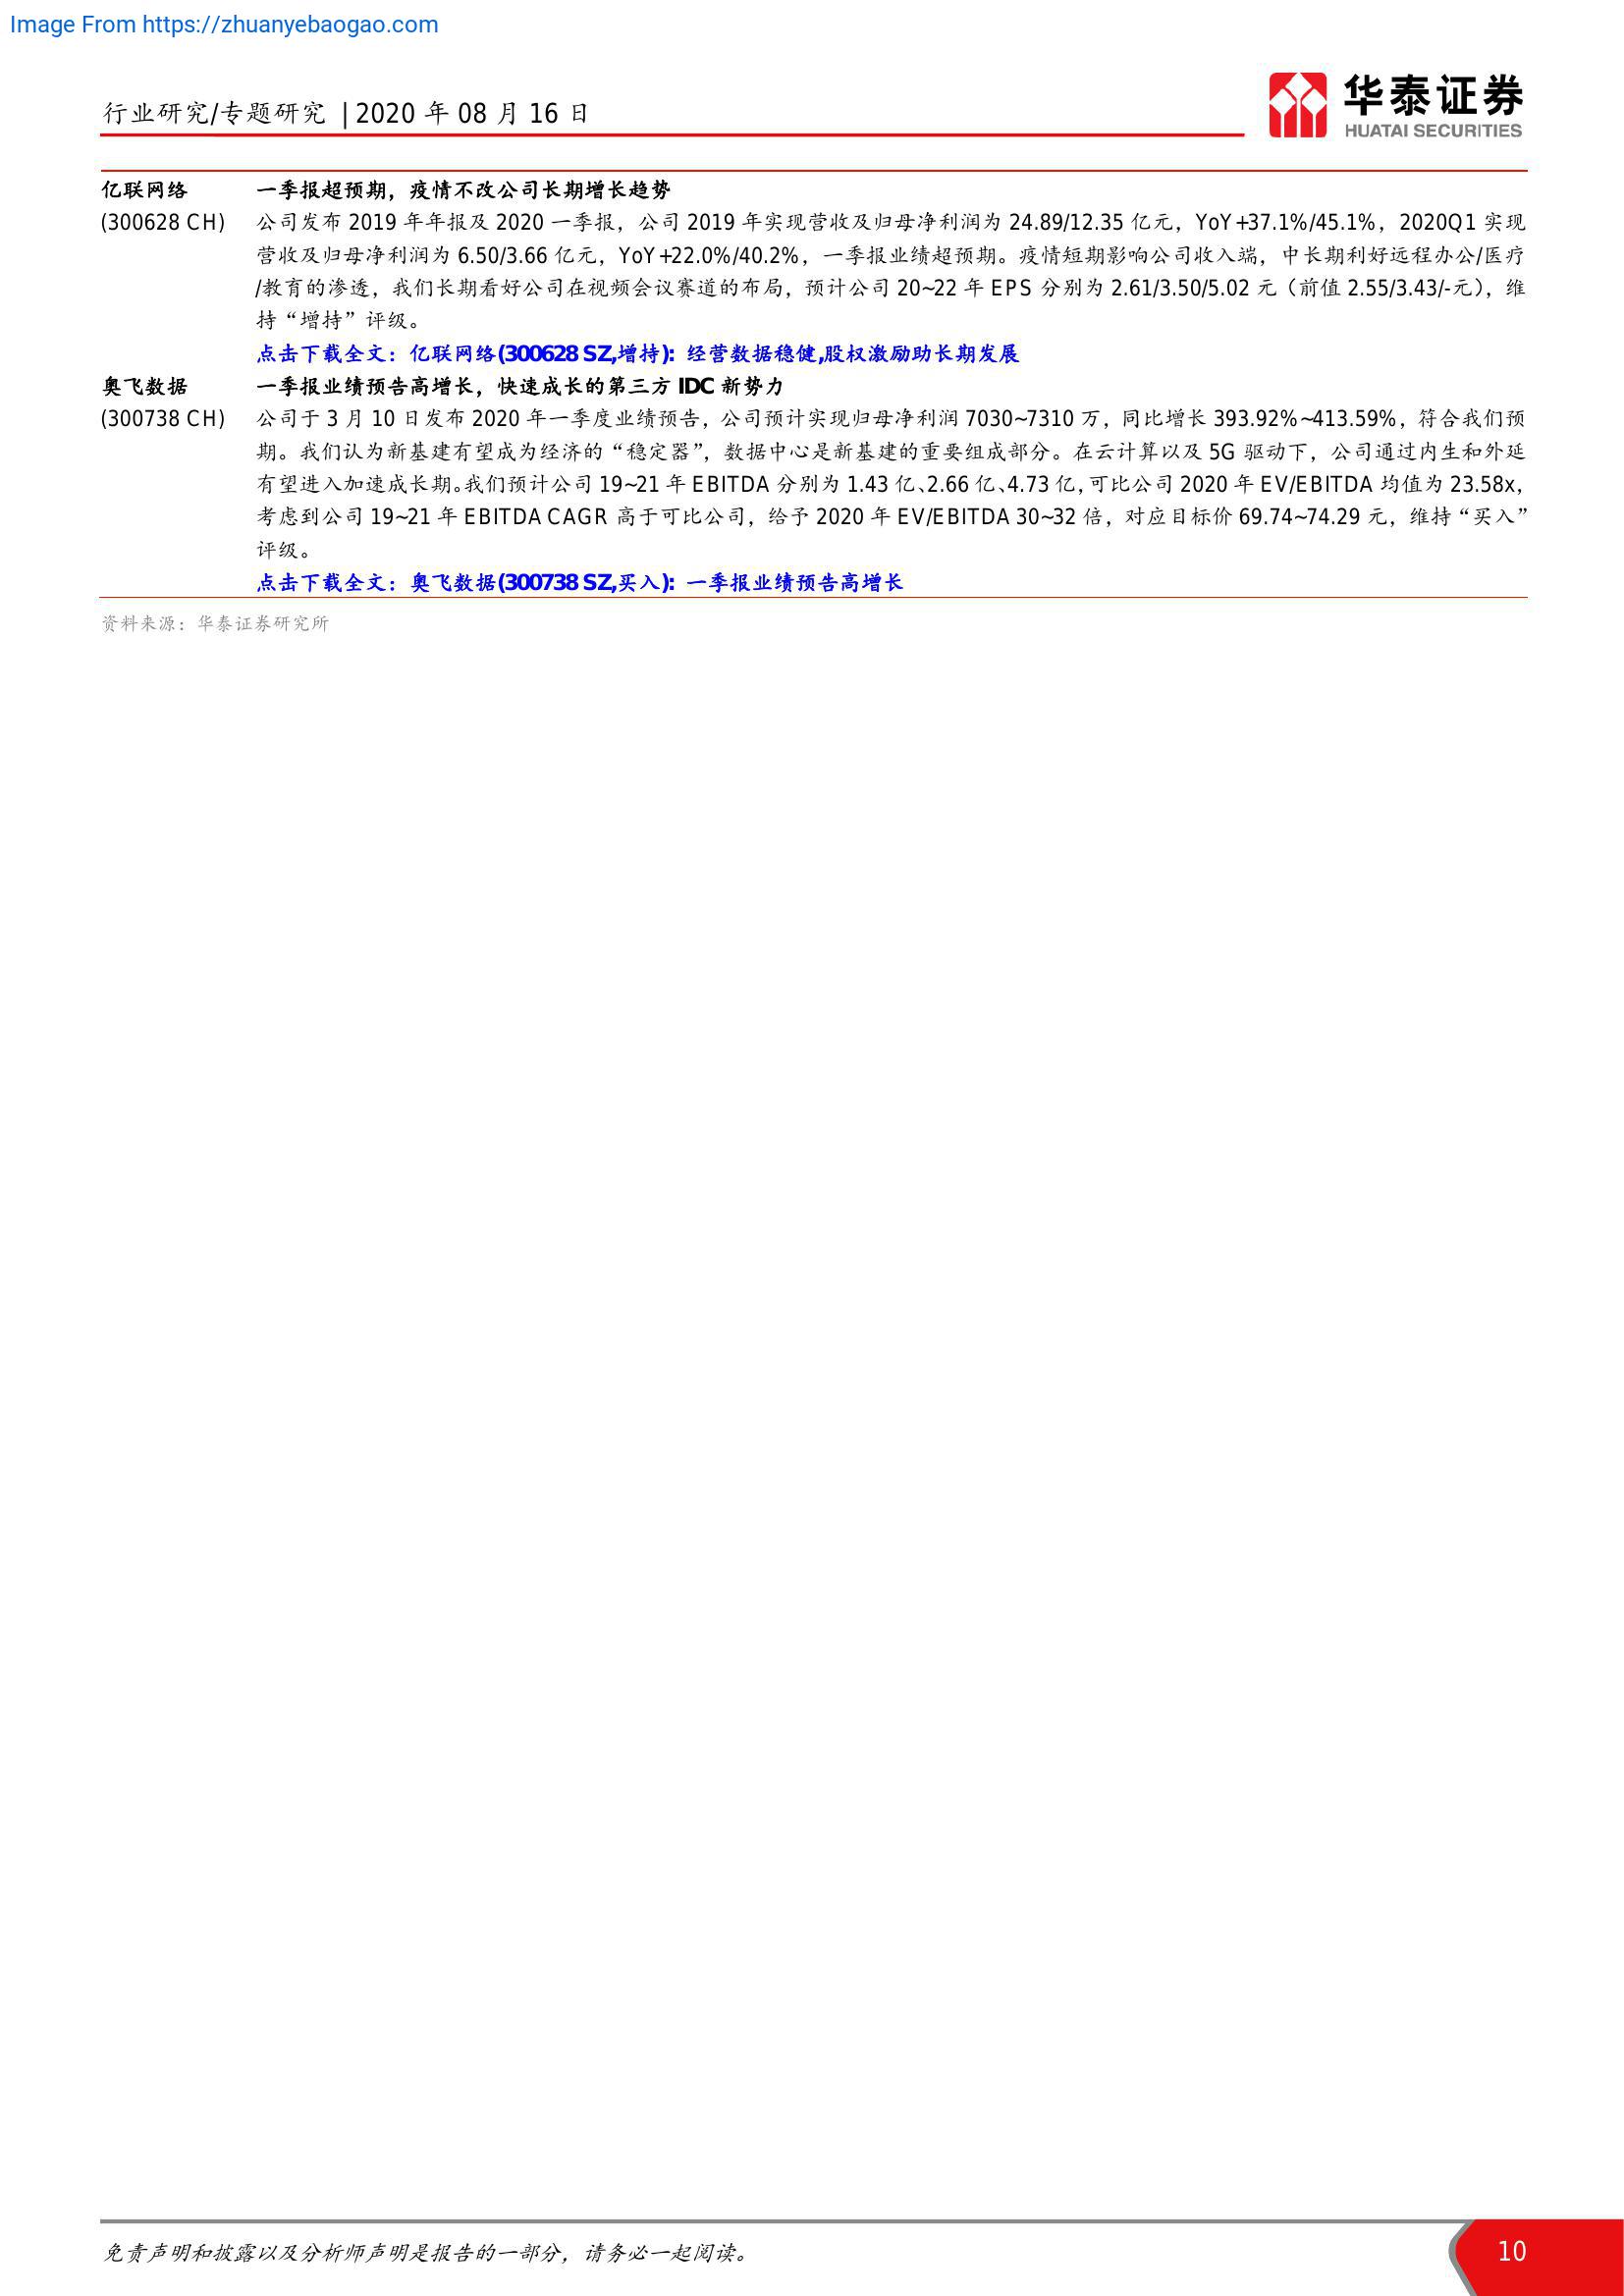 Image From https://zhuanyebaogao.com
华泰证券
HUATAI SECURITIES
行业研究/专题研究 | 2020 年 08 月 16 日
亿联网络
(300628 CH)
一季报超预期，疫情不改公司长期增长趋势
公司发布 2019 年年报及 2020 一季报，公司 2019 年实现营收及归母净利润为 24.89/12.35 亿元，YoY+37.1%/45.1%，2020Q1 实现
营收及归母净利润为 6.50/3.66 亿元，YoY+22.0%/40.2%，一季报业绩超预期。疫情短期影响公司收入端，中长期利好远程办公/医疗
/教育的渗透，我们长期看好公司在视频会议赛道的布局，预计公司 20~22 年 EPS 分别为 2.61/3.50/5.02 元（前值 2.55/3.43/-元），维
持“增持”评级。
点击下载全文：亿联网络(300628 SZ,增持): 经营数据稳健,股权激励助长期发展
奥飞数据
(300738 CH)
一季报业绩预告高增长，快速成长的第三方 IDC 新势力
公司于 3 月 10 日发布 2020 年一季度业绩预告，公司预计实现归母净利润 7030~7310 万，同比增长 393.92%~413.59%，符合我们预
期。我们认为新基建有望成为经济的“稳定器”，数据中心是新基建的重要组成部分。在云计算以及 5G 驱动下，公司通过内生和外延
有望进入加速成长期。我们预计公司 19~21 年 EBITDA 分别为 1.43 亿、2.66 亿、4.73 亿，可比公司 2020 年 EV/EBITDA 均值为 23.58x，
考虑到公司 19~21 年 EBITDA CAGR 高于可比公司，给予 2020 年 EV/EBITDA 30~32 倍，对应目标价 69.74~74.29 元，维持“买入”
评级。
点击下载全文：奥飞数据(300738 SZ,买入): 一季报业绩预告高增长
资料来源：华泰证券研究所
免责声明和披露以及分析师声明是报告的一部分，请务必一起阅读。
10